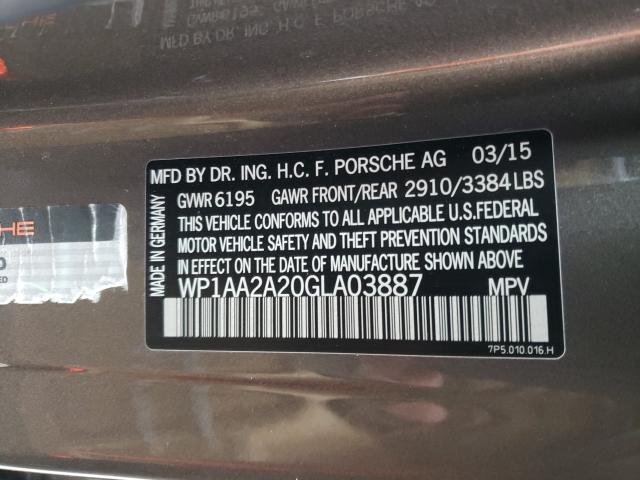 MFD BY DR. ING. H.C. F. PORSCHE AG 03/15
GWWR 6195 GAWR FRONT/REAR 2910/3384 LBS
THIS VEHICLE CONFORMS TO ALL APPLICABLE U.S.FEDERAL
MOTOR VEHICLE SAFETY AND THEFT PREVENTION STANDARDS
IN EFFECT ON THE DATE OF MANUFACTURE SHOWN ABOVE.
WP1AA2A20GLA03887 MPV
7P5.010.016.H
MADE IN GERMANY